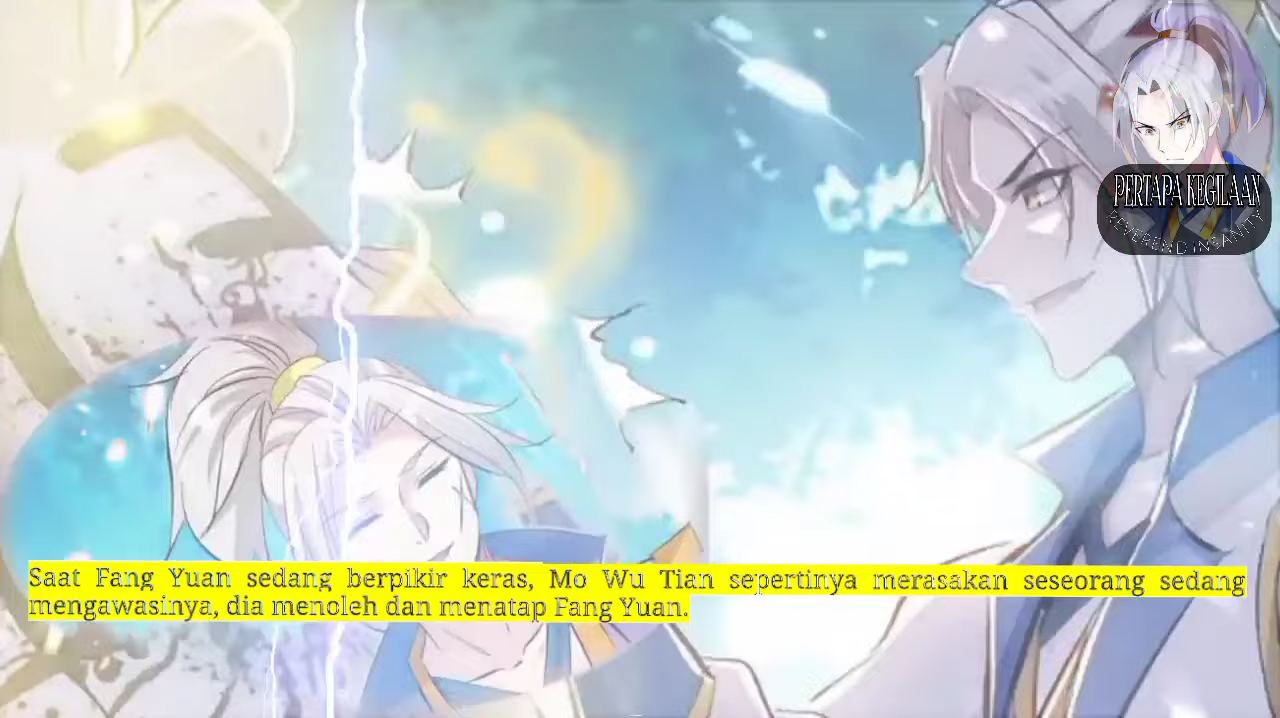 PERTAPA KEGILAAN
REVEREND INSANITY
Saat Fang Yuan sedang berpikir keras, Mo Wu Tian sepertinya merasakan seseorang sedang
mengawasinya, dia menoleh dan menatap Fang Yuan.